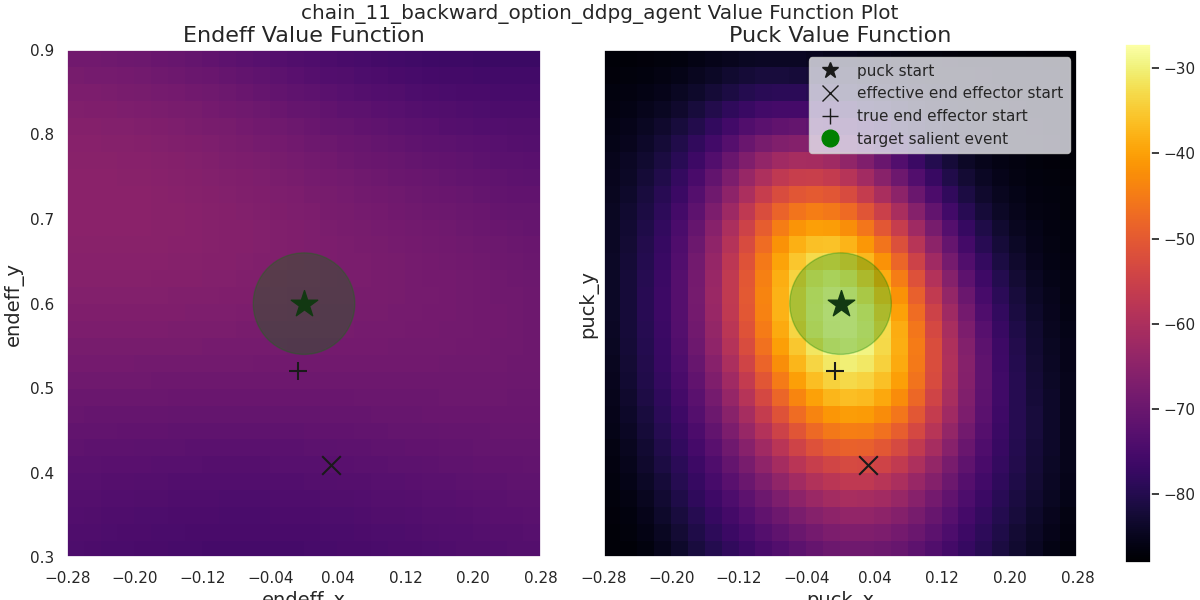 chain_11_backward_option_ddpg_agent Value Function Plot
Endeff Value Function
Puck Value Function
puck start
effective end effector start
true end effector start
target salient event
0.9
0.8
0.7
0.6
0.5
0.4
0.3
endeff_y
−0.28 −0.20 −0.12 −0.04 0.04 0.12 0.20 0.28
endeff_x
puck_y
−0.28 −0.20 −0.12 −0.04 0.04 0.12 0.20 0.28
puck_x
−30
−40
−50
−60
−70
−80